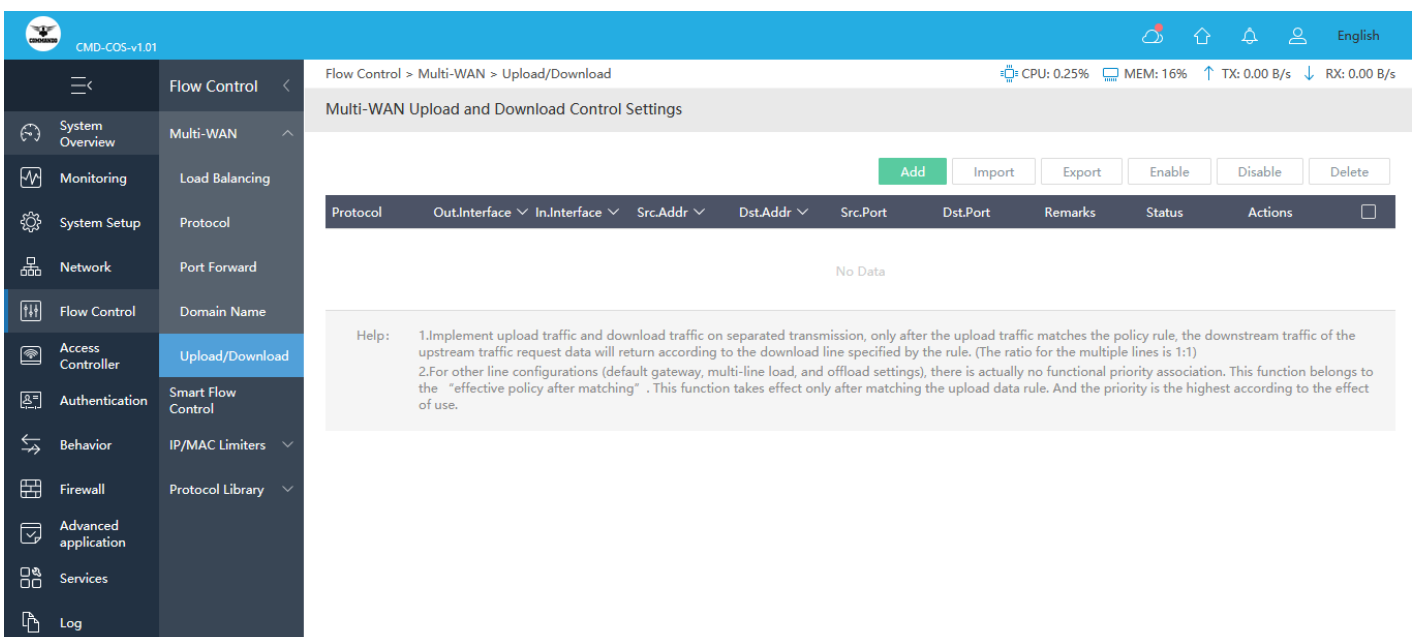 COMMANDO
CMD-COS-v1.01
English
Flow Control
Flow Control > Multi-WAN > Upload/Download
CPU: 0.25%
MEM: 16%
TX: 0.00 B/s
RX: 0.00 B/s
Multi-WAN Upload and Download Control Settings
System
Overview
Monitoring
System Setup
Network
Flow Control
Access
Controller
Authentication
Behavior
Firewall
Advanced
application
Services
Log
Multi-WAN
Load Balancing
Protocol
Port Forward
Domain Name
Upload/Download
Smart Flow
Control
IP/MAC Limiters
Protocol Library
Add Import Export Enable Disable Delete
Protocol Out.Interface In.Interface Src.Addr Dst.Addr Src.Port Dst.Port Remarks Status Actions
No Data
Help: 1.Implement upload traffic and download traffic on separated transmission, only after the upload traffic matches the policy rule, the downstream traffic of the
upstream traffic request data will return according to the download line specified by the rule. (The ratio for the multiple lines is 1:1)
2.For other line configurations (default gateway, multi-line load, and offload settings), there is actually no functional priority association. This function belongs to
the “effective policy after matching” . This function takes effect only after matching the upload data rule. And the priority is the highest according to the effect
of use.